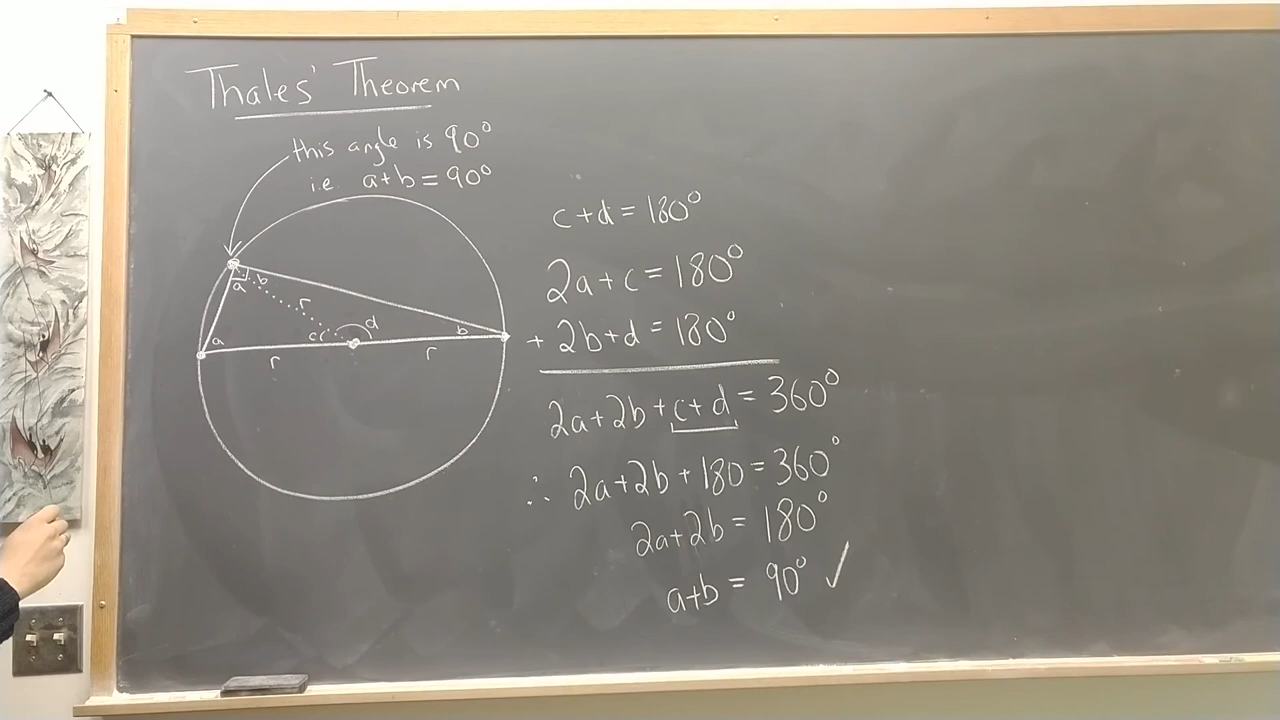 Thales' Theorem
this angle is 90°
i.e. a+b = 90°
a b
r
a c d b
r r
c+d = 180°
2a+c = 180°
+ 2b+d = 180°
2a+2b+c+d = 360°
∴ 2a+2b+180 = 360°
2a+2b = 180°
a+b = 90° ✓